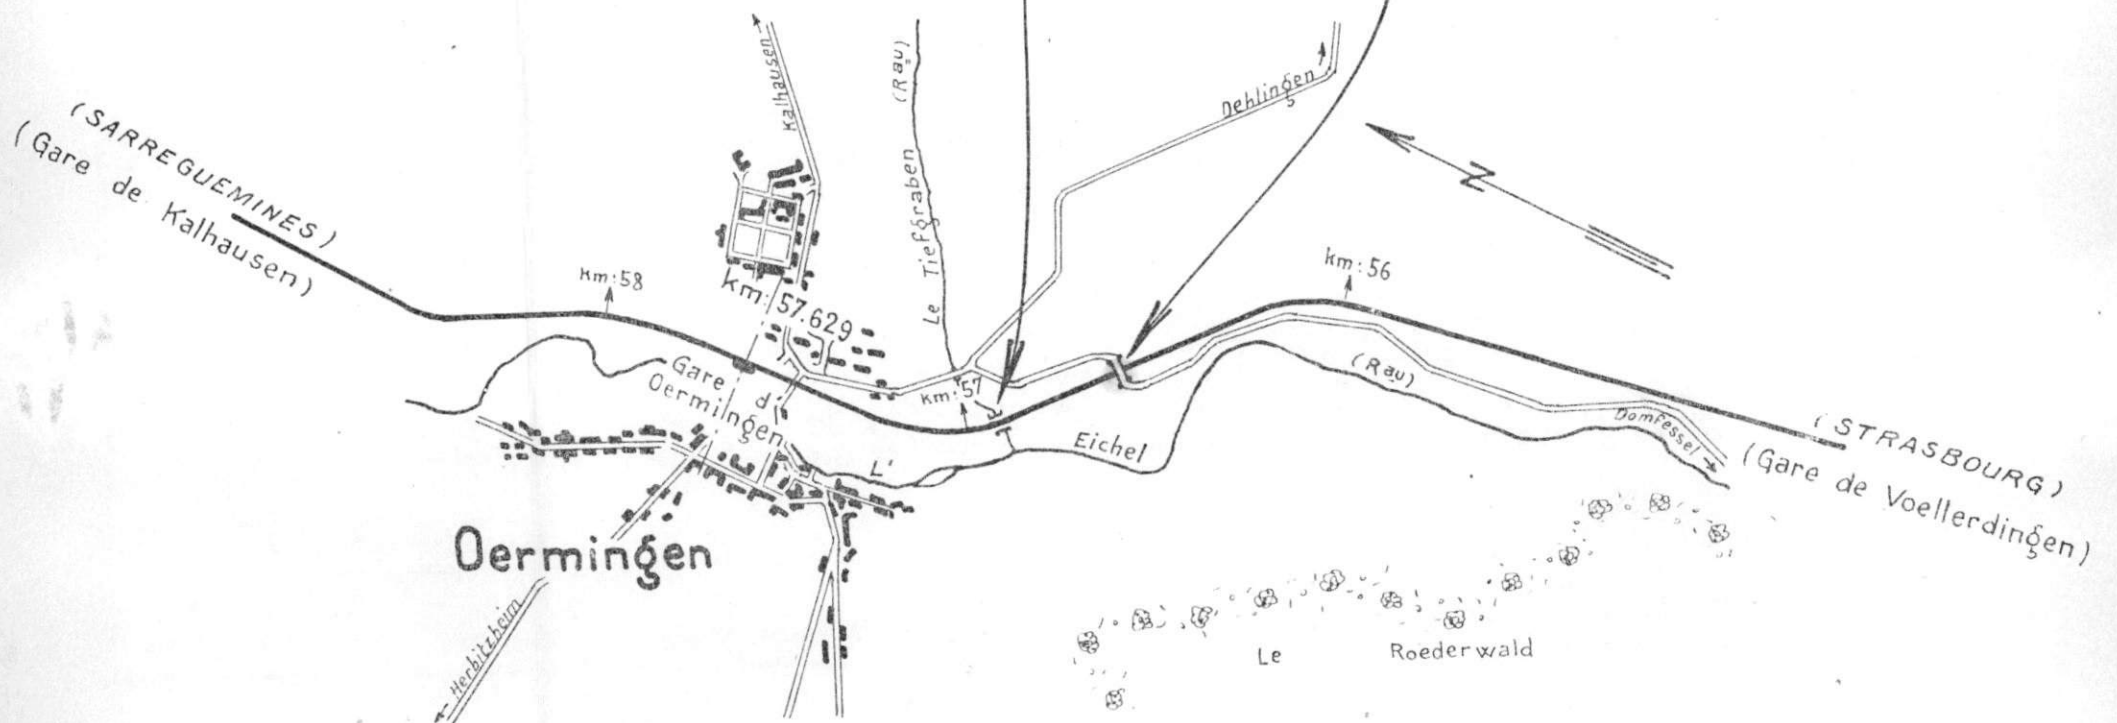 (SARREGUEMINES)
(Gare de Kalhausen)
Kalhausen
Le Tiefgraben (Rau)
Dehlingen
N
km: 58
km: 57.629
km: 56
Gare d'
Oermingen
km: 57
L' Eichel (Rau)
Domfessel
(STRASBOURG)
(Gare de Voellerdingen)
Oermingen
Herbitzheim
Le Roederwald